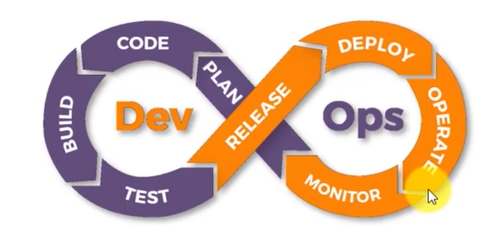 PLAN
CODE
BUILD
TEST
RELEASE
DEPLOY
OPERATE
MONITOR
Dev
Ops